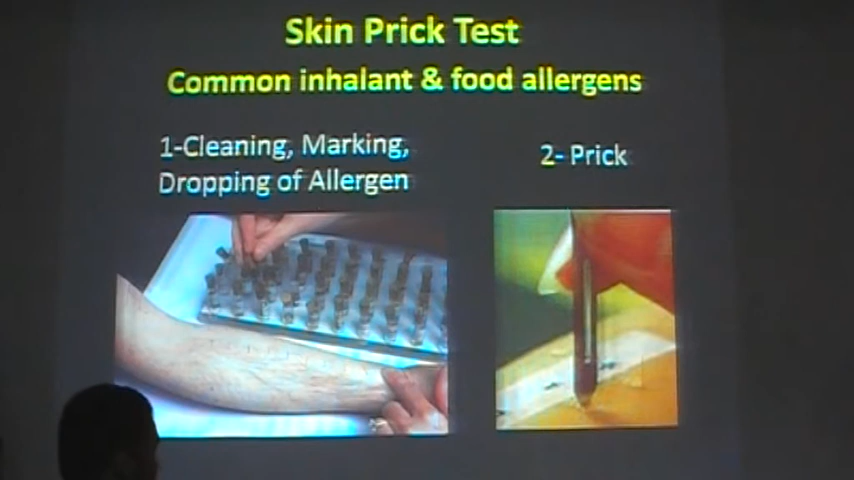 Skin Prick Test
Common inhalant & food allergens
1-Cleaning, Marking,
Dropping of Allergen
2- Prick